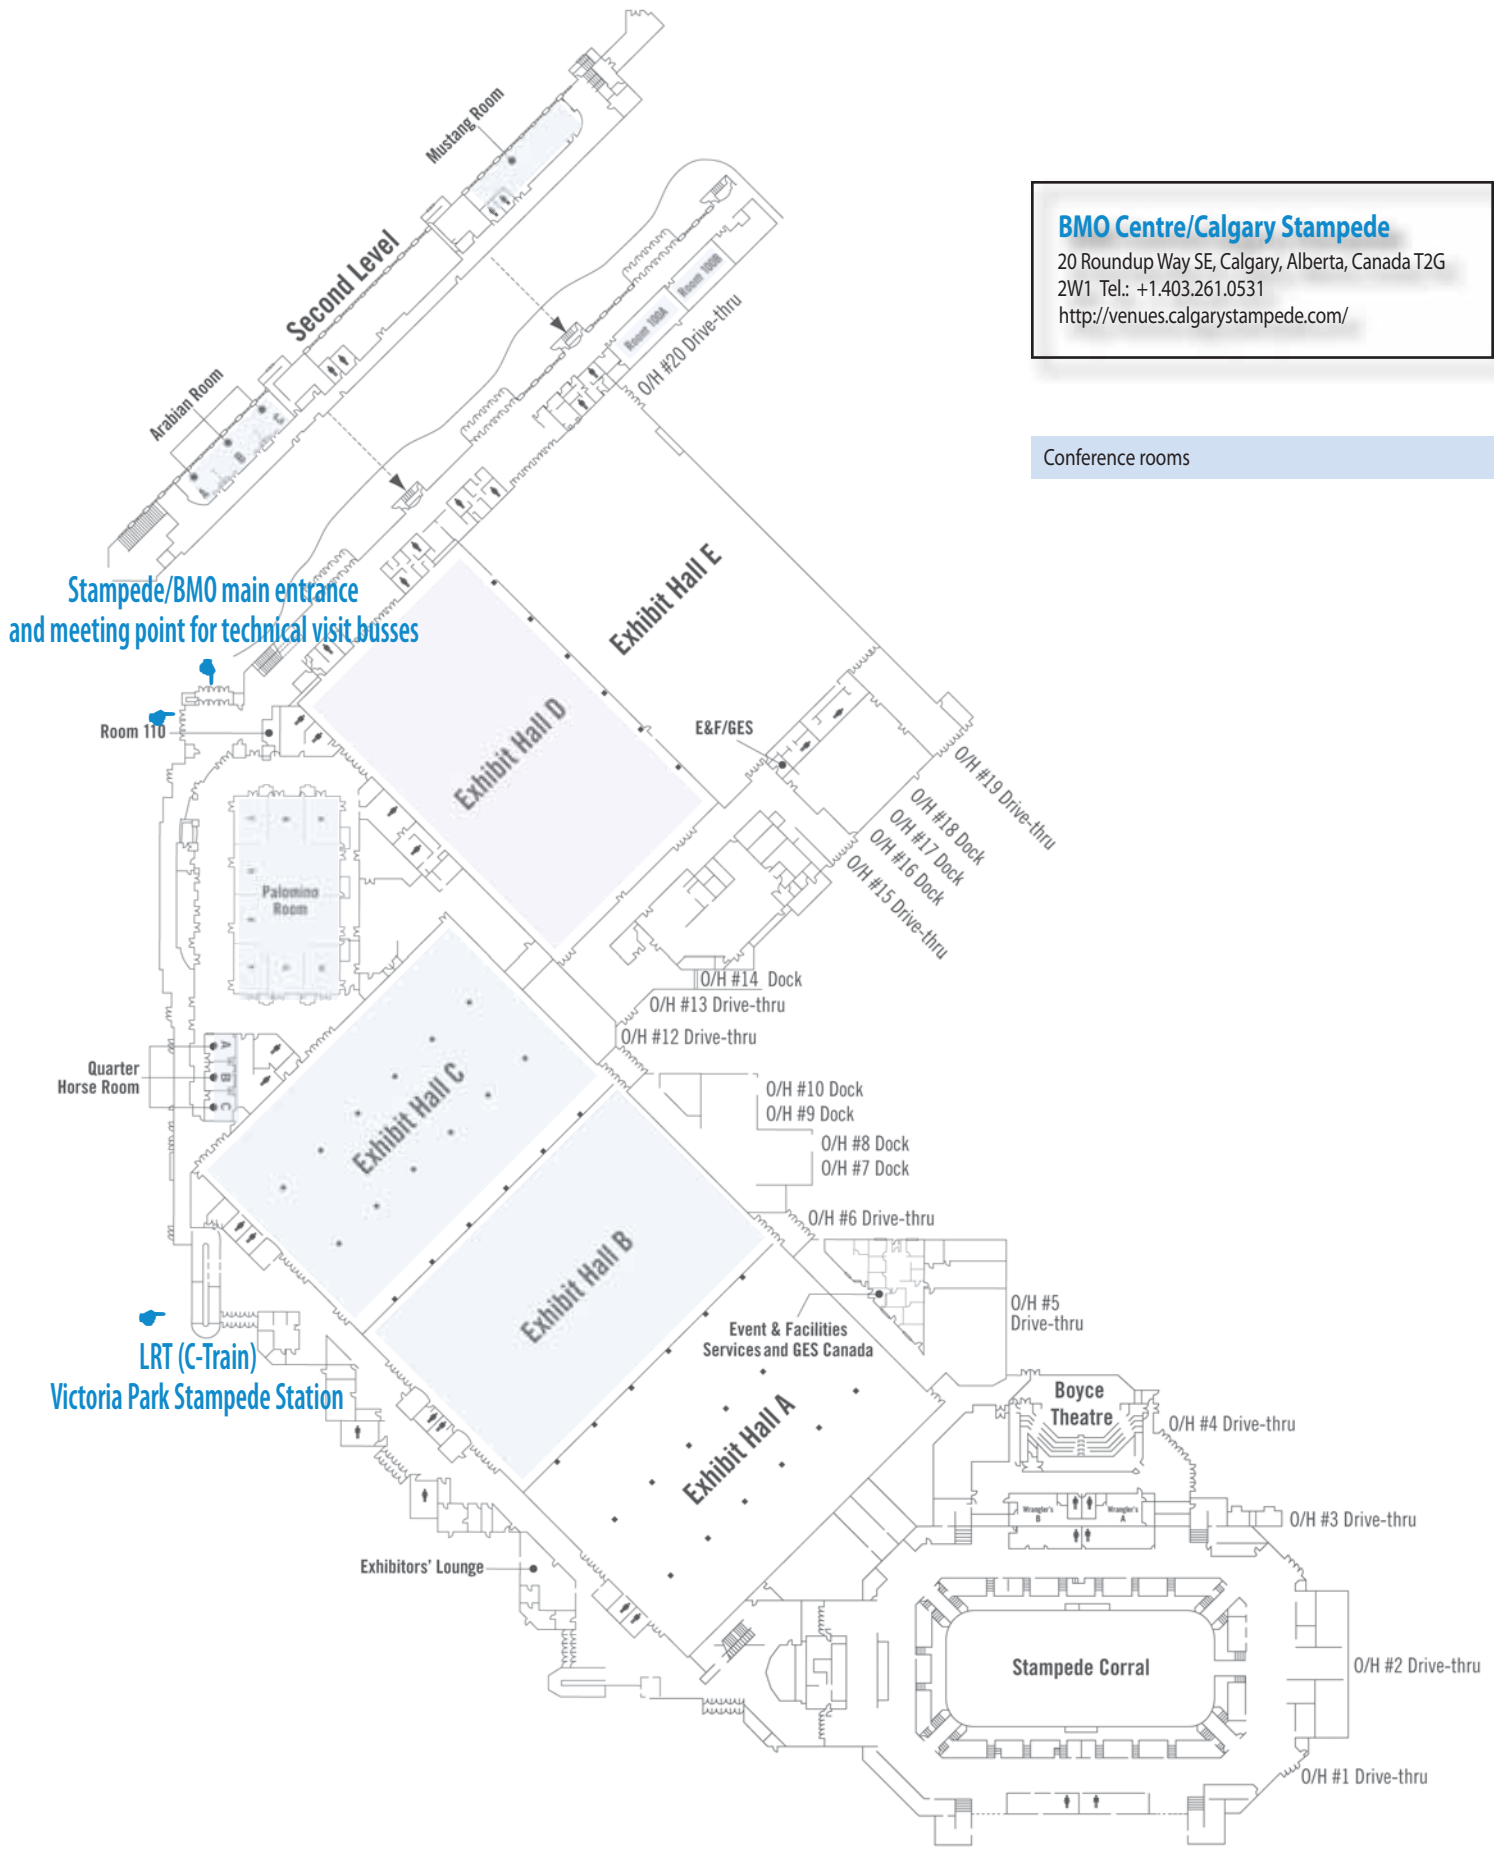 Mustang Room
Second Level
Arabian Room
A
B
C
Room 100B
Room 100A
O/H #20 Drive-thru
BMO Centre/Calgary Stampede
20 Roundup Way SE, Calgary, Alberta, Canada T2G
2W1 Tel.: +1.403.261.0531
http://venues.calgarystampede.com/
Conference rooms
Stampede/BMO main entrance
and meeting point for technical visit busses
Room 110
Exhibit Hall E
Exhibit Hall D
E&F/GES
O/H #19 Drive-thru
O/H #18 Dock
O/H #17 Dock
O/H #16 Dock
O/H #15 Drive-thru
Palomino
Room
O/H #14 Dock
O/H #13 Drive-thru
O/H #12 Drive-thru
Quarter
Horse Room
A
B
C
Exhibit Hall C
O/H #10 Dock
O/H #9 Dock
O/H #8 Dock
O/H #7 Dock
O/H #6 Drive-thru
Exhibit Hall B
O/H #5
Drive-thru
Event & Facilities
Services and GES Canada
LRT (C-Train)
Victoria Park Stampede Station
Exhibit Hall A
Boyce
Theatre
O/H #4 Drive-thru
Wrangler's
B
Wrangler's
A
O/H #3 Drive-thru
Exhibitors' Lounge
Stampede Corral
O/H #2 Drive-thru
O/H #1 Drive-thru